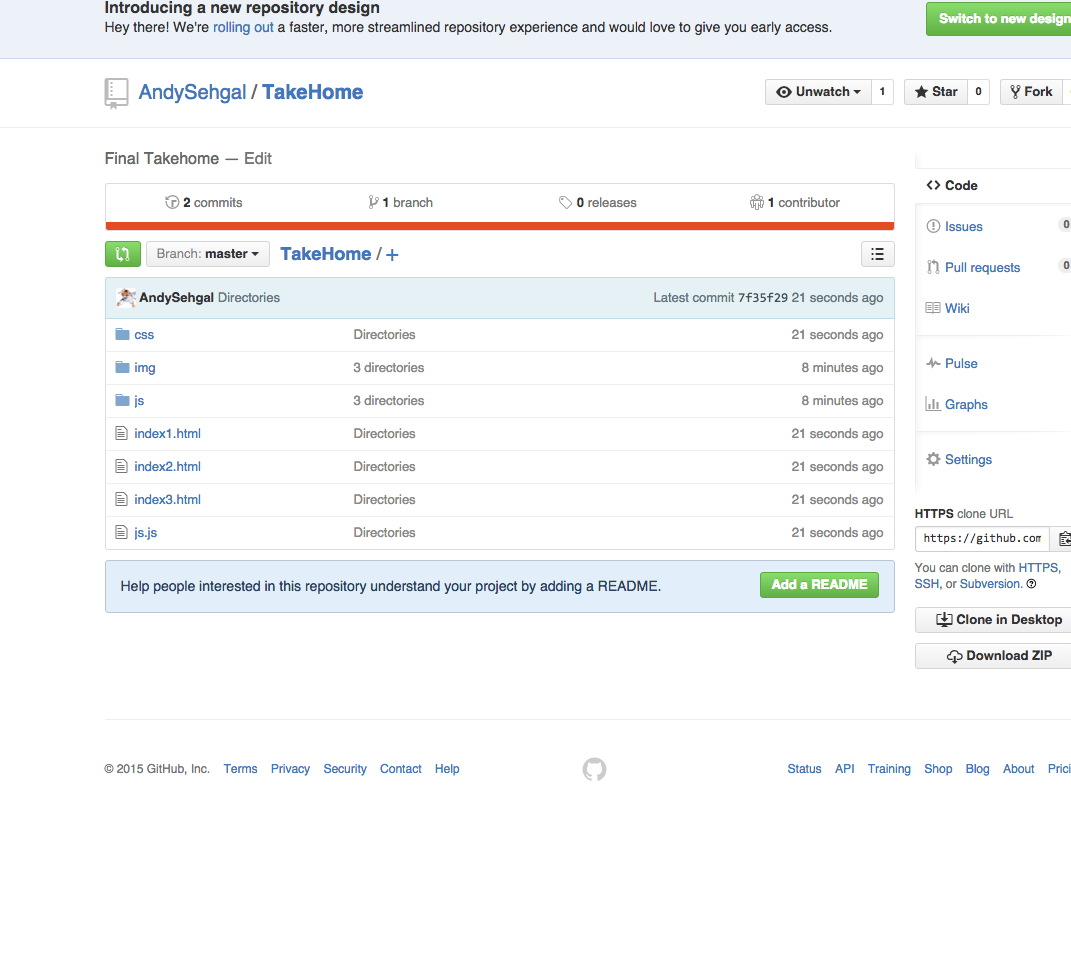 Introducing a new repository design
Hey there! We're rolling out a faster, more streamlined repository experience and would love to give you early access.
Switch to new design
AndySehgal / TakeHome
Unwatch 1
Star 0
Fork
Final Takehome — Edit
2 commits
1 branch
0 releases
1 contributor
Branch: master
TakeHome / +
AndySehgal Directories
Latest commit 7f35f29 21 seconds ago
css Directories 21 seconds ago
img 3 directories 8 minutes ago
js 3 directories 8 minutes ago
index1.html Directories 21 seconds ago
index2.html Directories 21 seconds ago
index3.html Directories 21 seconds ago
js.js Directories 21 seconds ago
Help people interested in this repository understand your project by adding a README.
Add a README
Code
Issues 0
Pull requests 0
Wiki
Pulse
Graphs
Settings
HTTPS clone URL
https://github.com
You can clone with HTTPS,
SSH, or Subversion.
Clone in Desktop
Download ZIP
© 2015 GitHub, Inc. Terms Privacy Security Contact Help
Status API Training Shop Blog About Prici